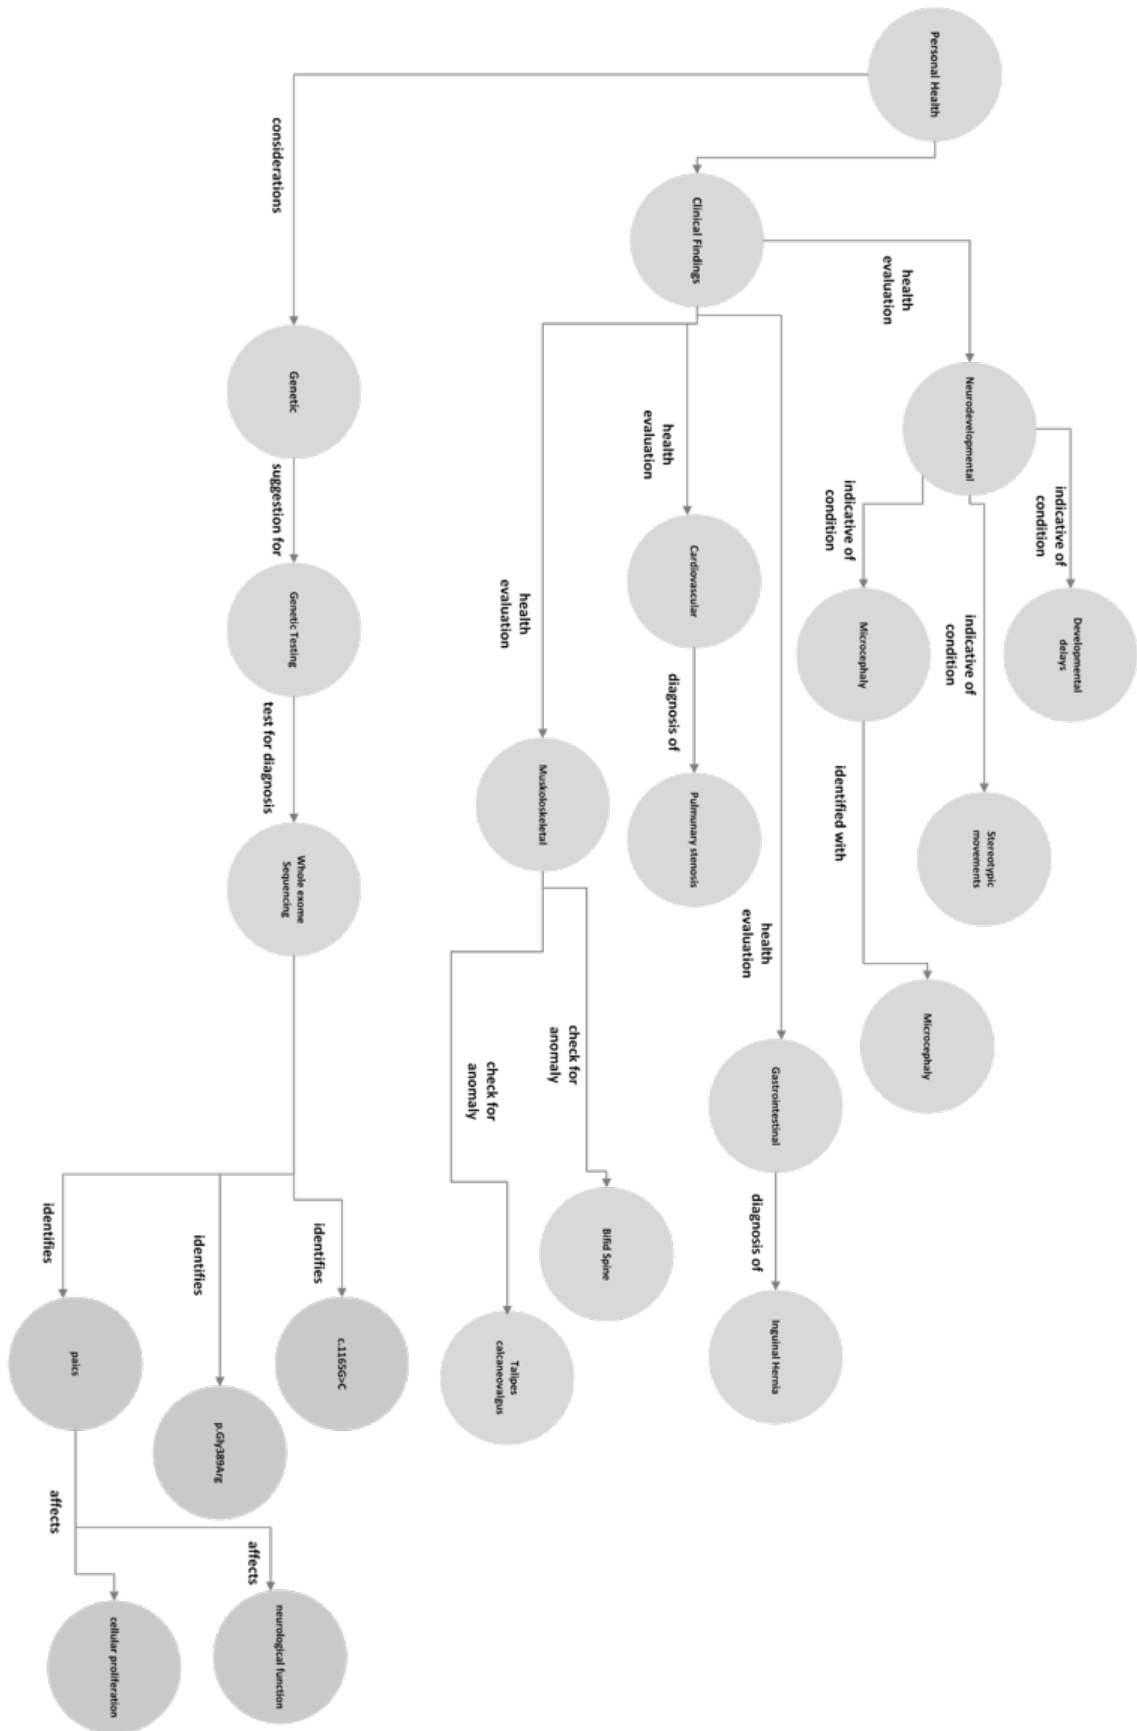 Personal Health
considerations
Clinical Findings
health
evaluation
Neurodevelopmental
indicative of
condition
Developmental
delays
indicative of
condition
Stereotypic
movements
indicative of
condition
Microcephaly
identified with
Microcephaly
health
evaluation
Gastrointestinal
diagnosis of
Inguinal Hernia
health
evaluation
Cardiovascular
diagnosis of
Pulmunary stenosis
health
evaluation
Muskoloskeletal
check for
anomaly
Bifid Spine
check for
anomaly
Talipes
calcaneovalgus
Genetic
suggestion for
Genetic Testing
test for diagnosis
Whole exome
Sequencing
identifies
c.1165G>C
identifies
p.Gly389Arg
identifies
paics
affects
neurological function
affects
cellular proliferation